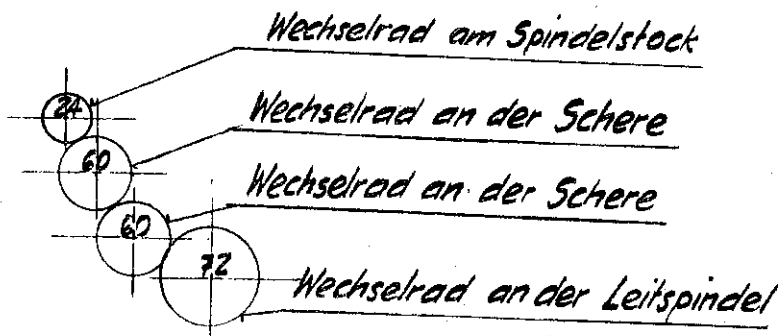 Wechselrad am Spindelstock
24
Wechselrad an der Schere
60
Wechselrad an der Schere
60
72
Wechselrad an der Leitspindel